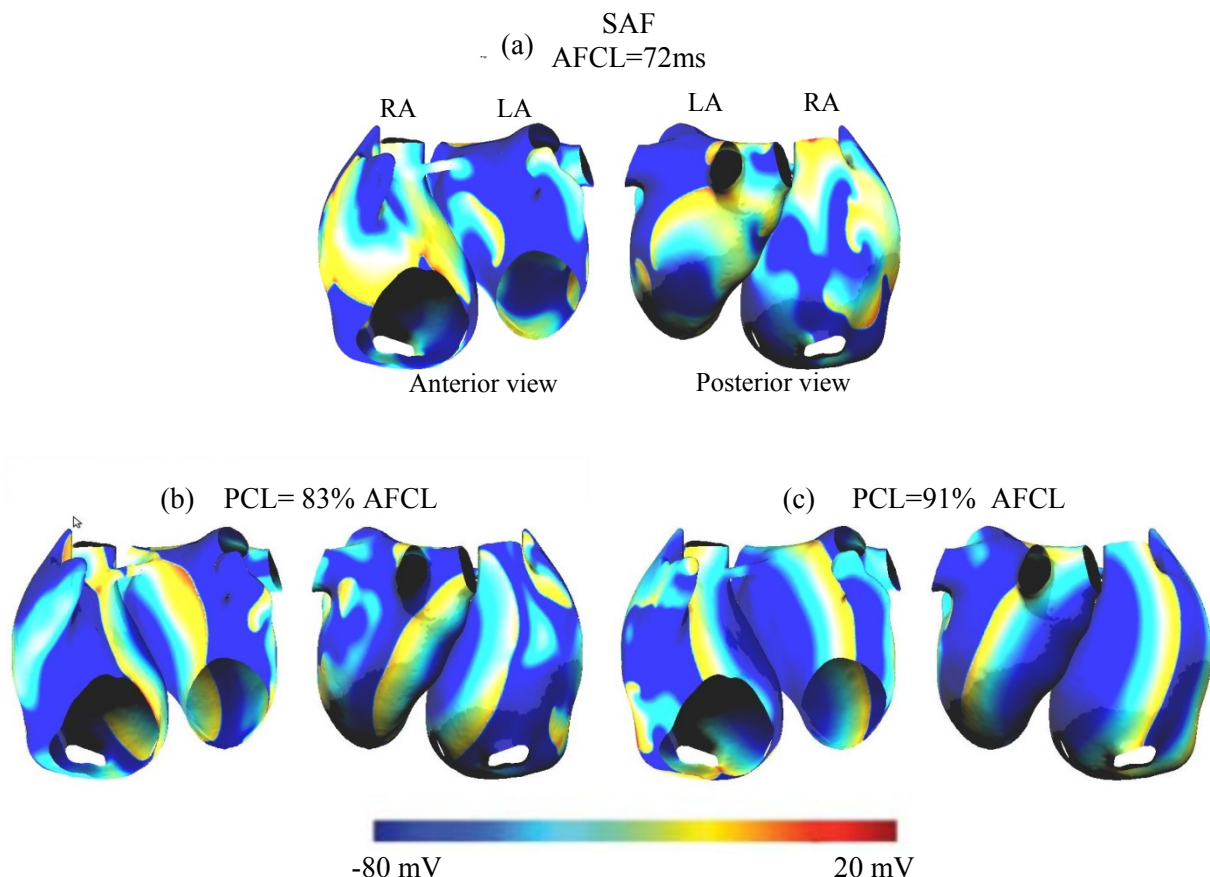 SAF
(a) AFCL=72ms
RA LA LA RA
Anterior view Posterior view
(b) PCL= 83% AFCL (c) PCL=91% AFCL
-80 mV 20 mV